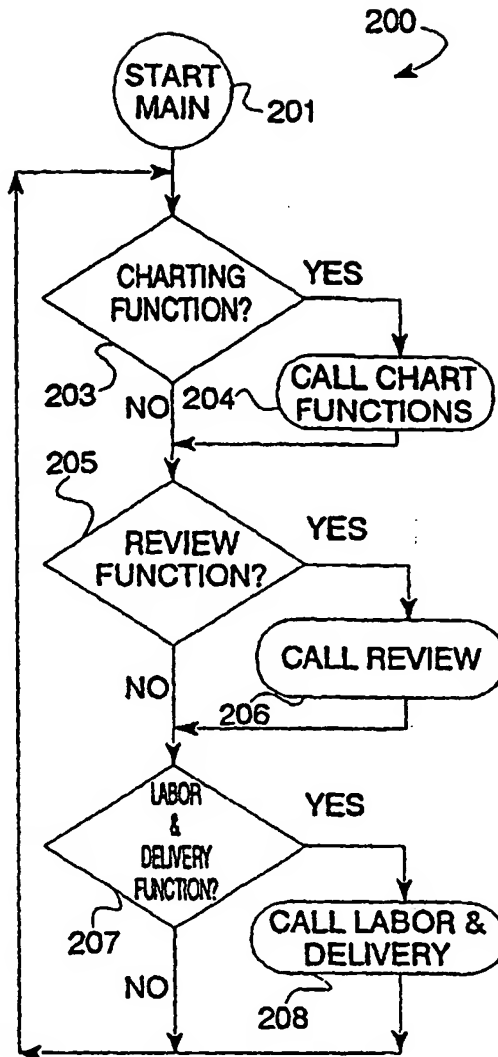 200
START
MAIN
201
CHARTING
FUNCTION?
YES
203
NO
204
CALL CHART
FUNCTIONS
205
REVIEW
FUNCTION?
YES
CALL REVIEW
NO
206
LABOR
&
DELIVERY
FUNCTION?
YES
207
CALL LABOR &
DELIVERY
NO
208